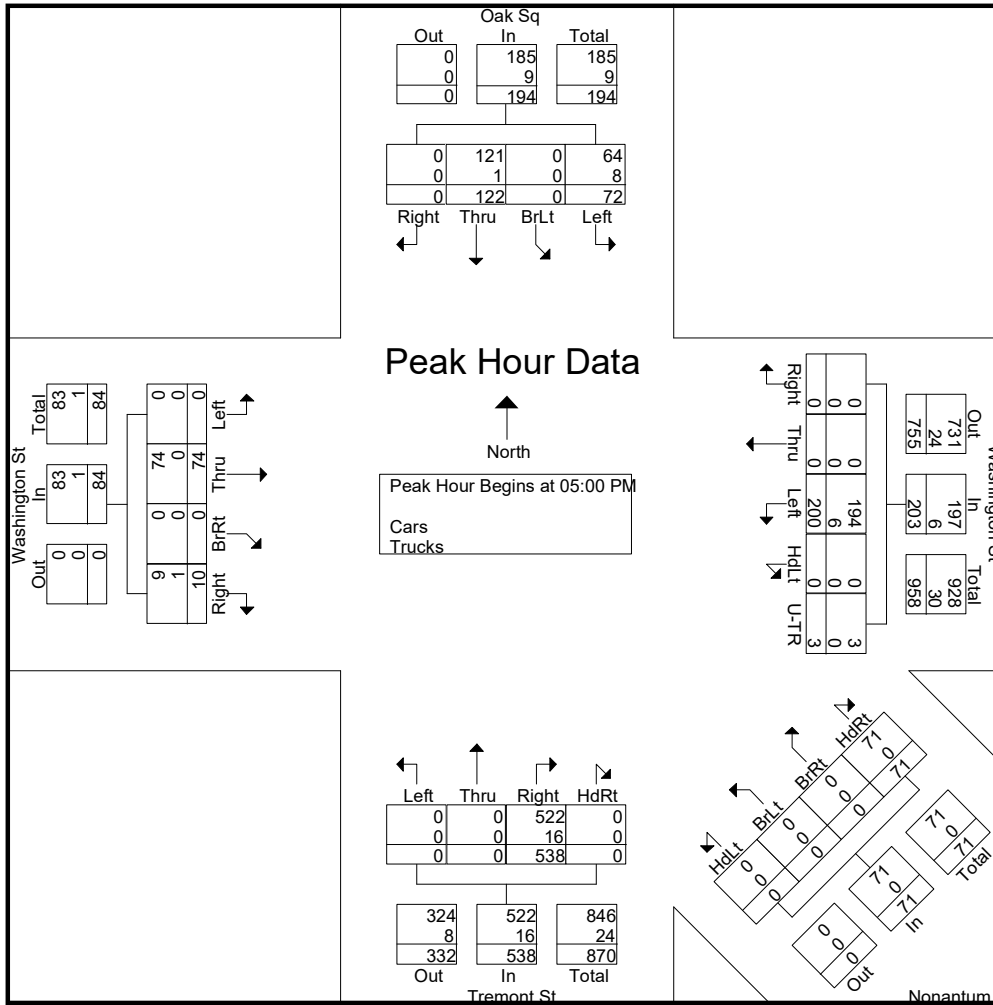 Oak Sq
Out In Total
0 185 185
0 9 9
0 194 194
0 121 0 64
0 1 0 8
0 122 0 72
Right Thru BrLt Left
Peak Hour Data
North
Peak Hour Begins at 05:00 PM
Cars
Trucks
Washington St
Total In Out
83 1 84
83 1 84
0 0 0
Left Thru BrRt Right
0 0 0
74 0 74
0 0 0
9 1 10
Right Thru Left HdLt U-TR
0 0 0
0 0 0
194 6 200
0 0 0
3 0 3
Out In Total
731 24 755
197 6 203
928 30 958
Washington St
Left Thru Right HdRt
0 0 522 0
0 0 16 0
0 0 538 0
324 522 846
8 16 24
332 538 870
Out In Total
Tremont St
HdLt BrLt BrRt HdRt
0 0 0 71
0 0 0 0
0 0 0 71
Out In Total
0 71 71
0 0 0
0 71 71
Nonantum